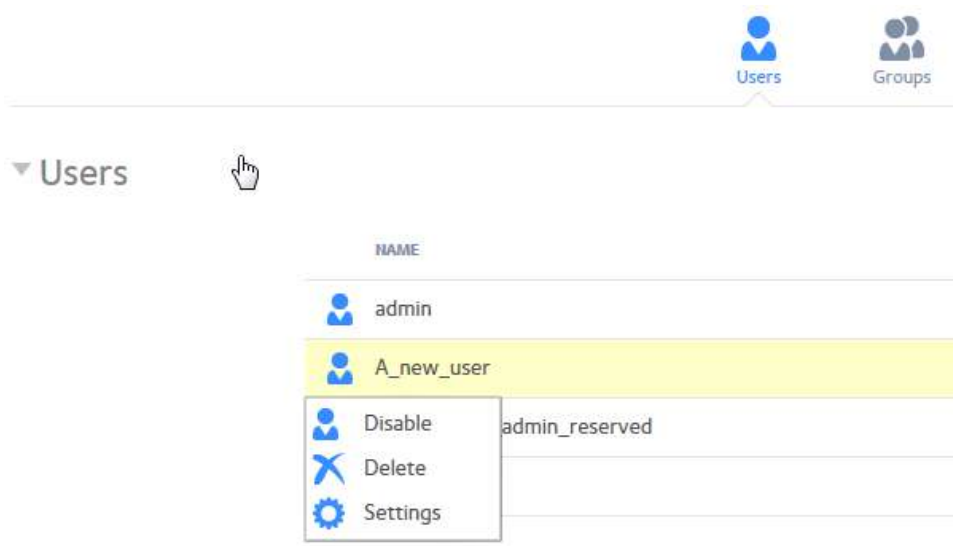 Users Groups
Users
NAME
admin
A_new_user
Disable
admin_reserved
Delete
Settings